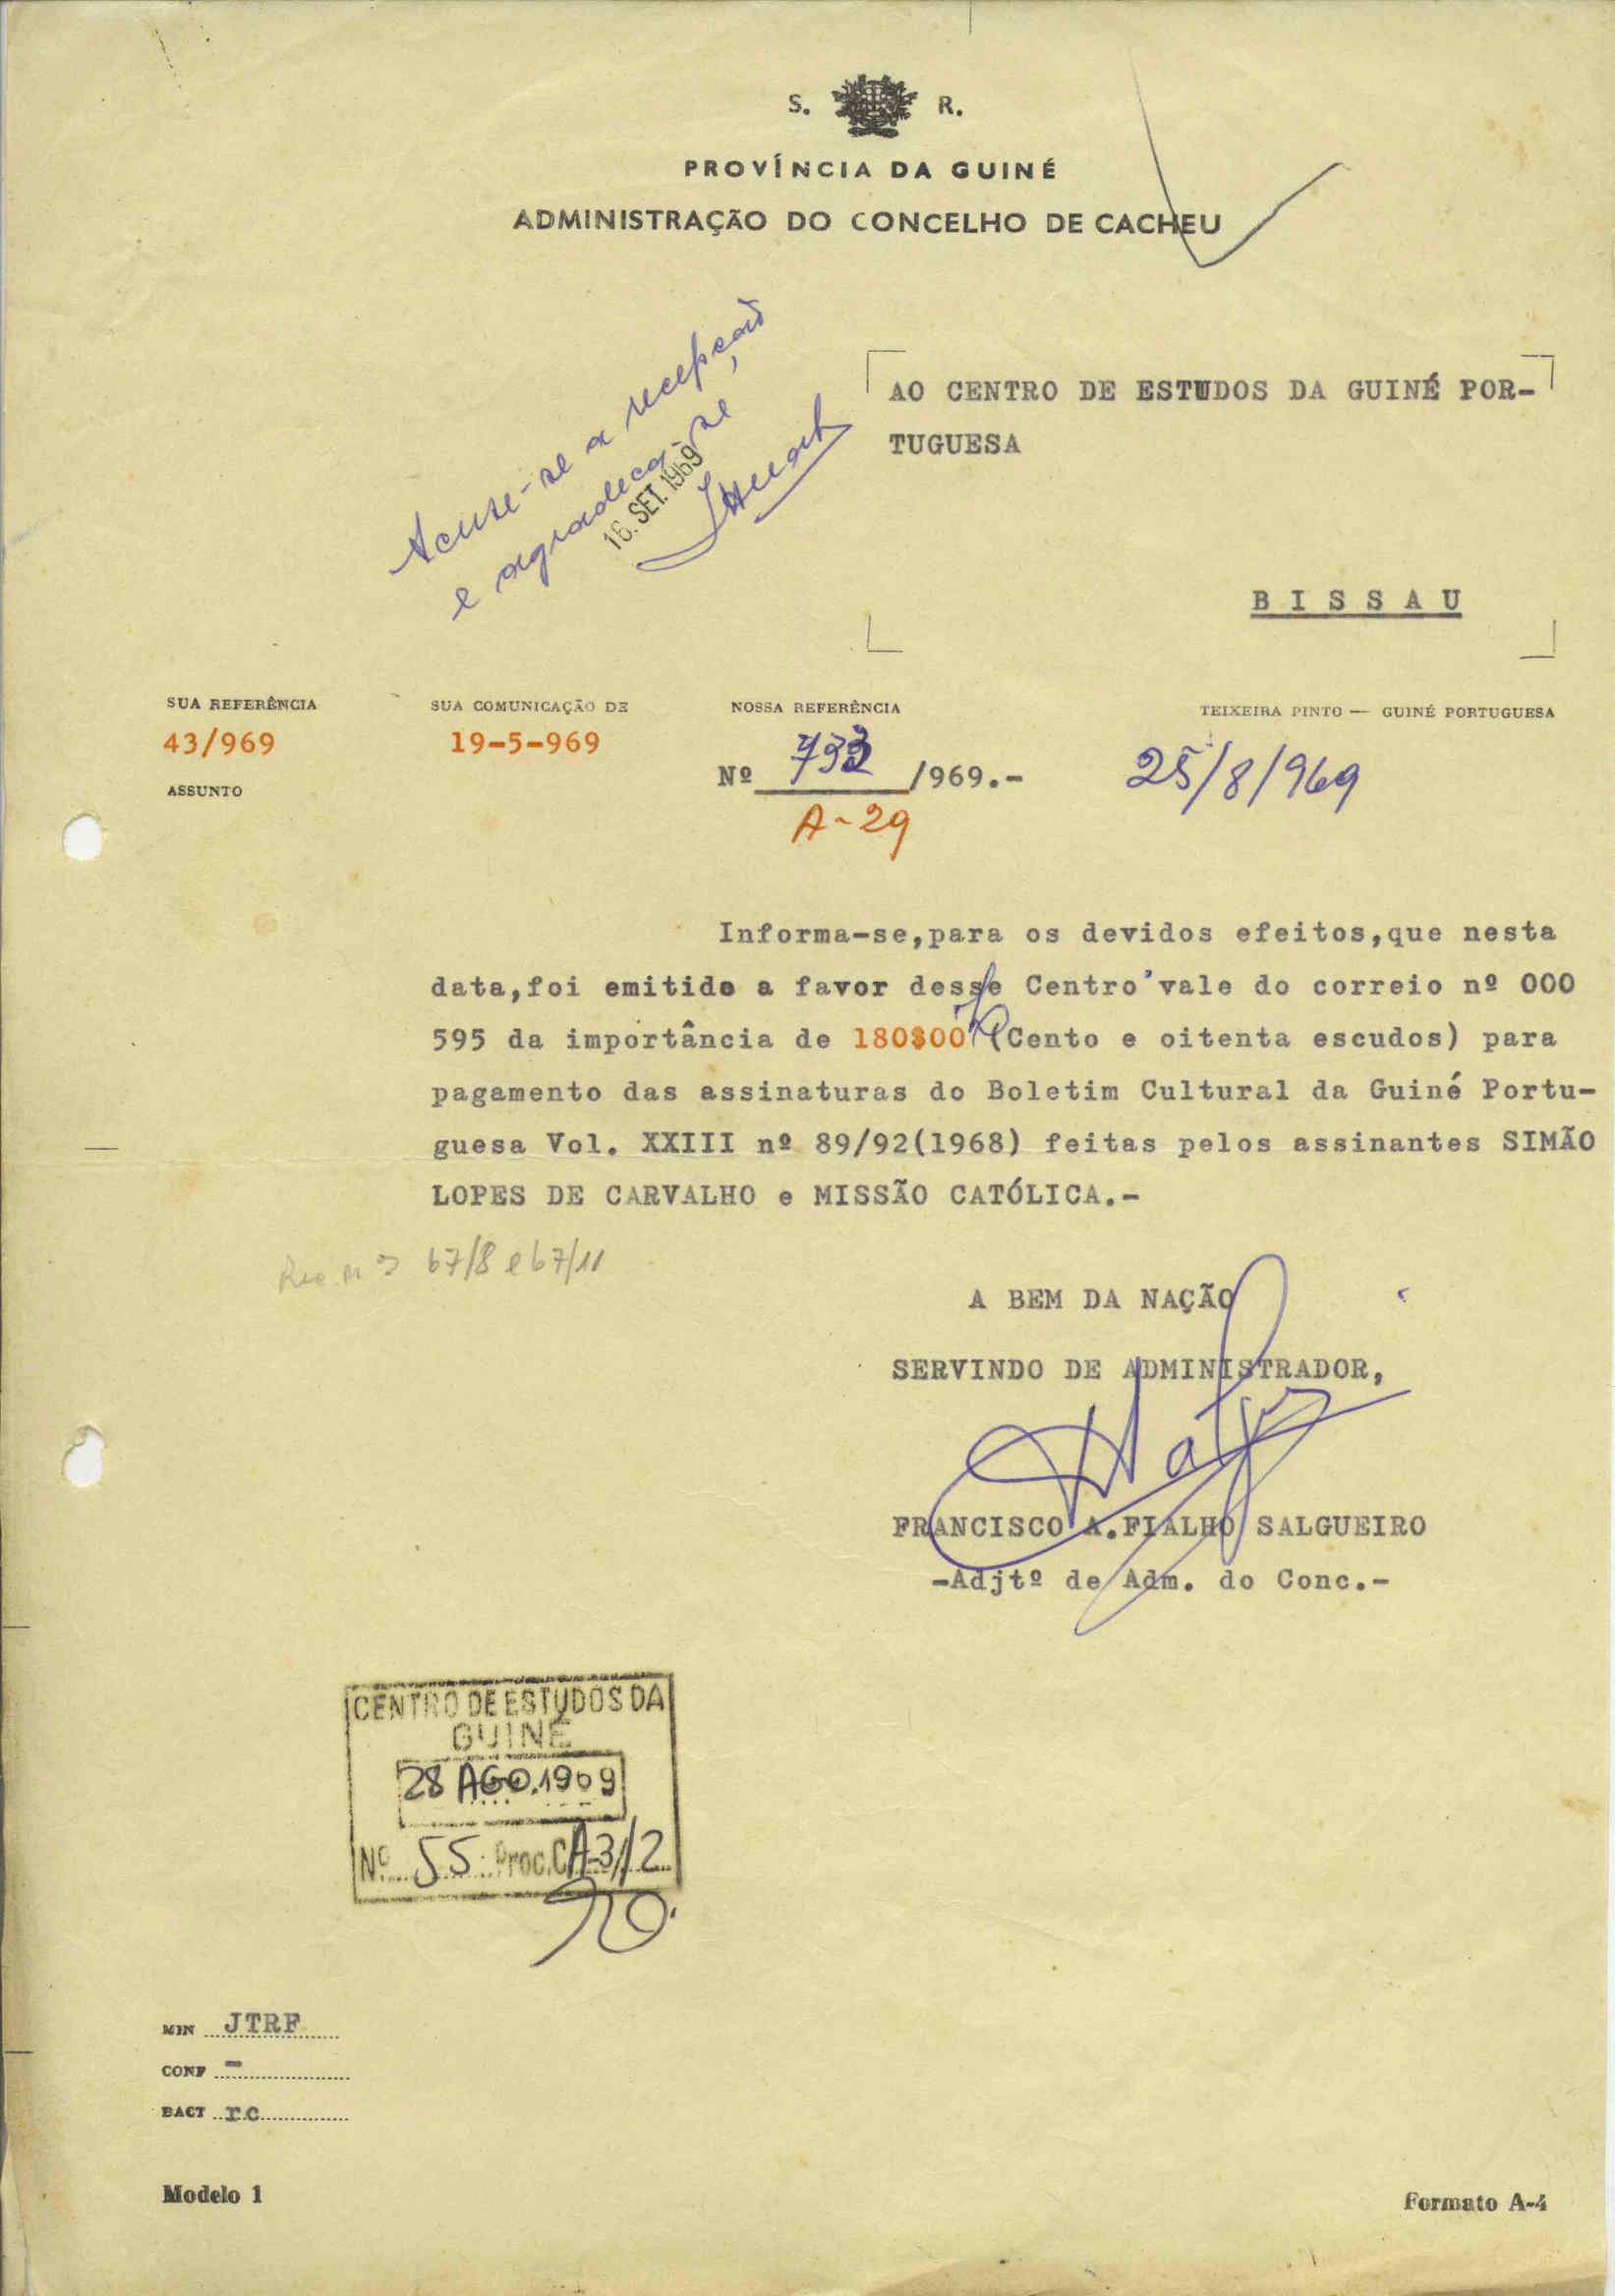 S. R.
PROVÍNCIA DA GUINÉ
ADMINISTRAÇÃO DO CONCELHO DE CACHEU
Acuse-se a recepção,
e agradeça-se
16. SET. 1969
AO CENTRO DE ESTUDOS DA GUINÉ POR-
TUGUESA
BISSAU
SUA REFERÊNCIA
43/969
SUA COMUNICAÇÃO DE
19-5-969
NOSSA REFERÊNCIA
Nº 733 /969.-
A-29
TEIXEIRA PINTO — GUINÉ PORTUGUESA
25/8/969
ASSUNTO
Informa-se,para os devidos efeitos,que nesta
data,foi emitido a favor desse Centro vale do correio nº 000
595 da importância de 180$00 (Cento e oitenta escudos) para
pagamento das assinaturas do Boletim Cultural da Guiné Portu-
guesa Vol. XXIII nº 89/92(1968) feitas pelos assinantes SIMÃO
LOPES DE CARVALHO e MISSÃO CATÓLICA.-
67/8 e 67/11
A BEM DA NAÇÃO
SERVINDO DE ADMINISTRADOR,
FRANCISCO A.FIALHO SALGUEIRO
-Adjtº de Adm. do Conc.-
CENTRO DE ESTUDOS DA
GUINÉ
28 AGO.1969
Nº 55 Proc. A3/2
MIN JTRF
CONF -
DACT rc
Modelo 1
Formato A-4